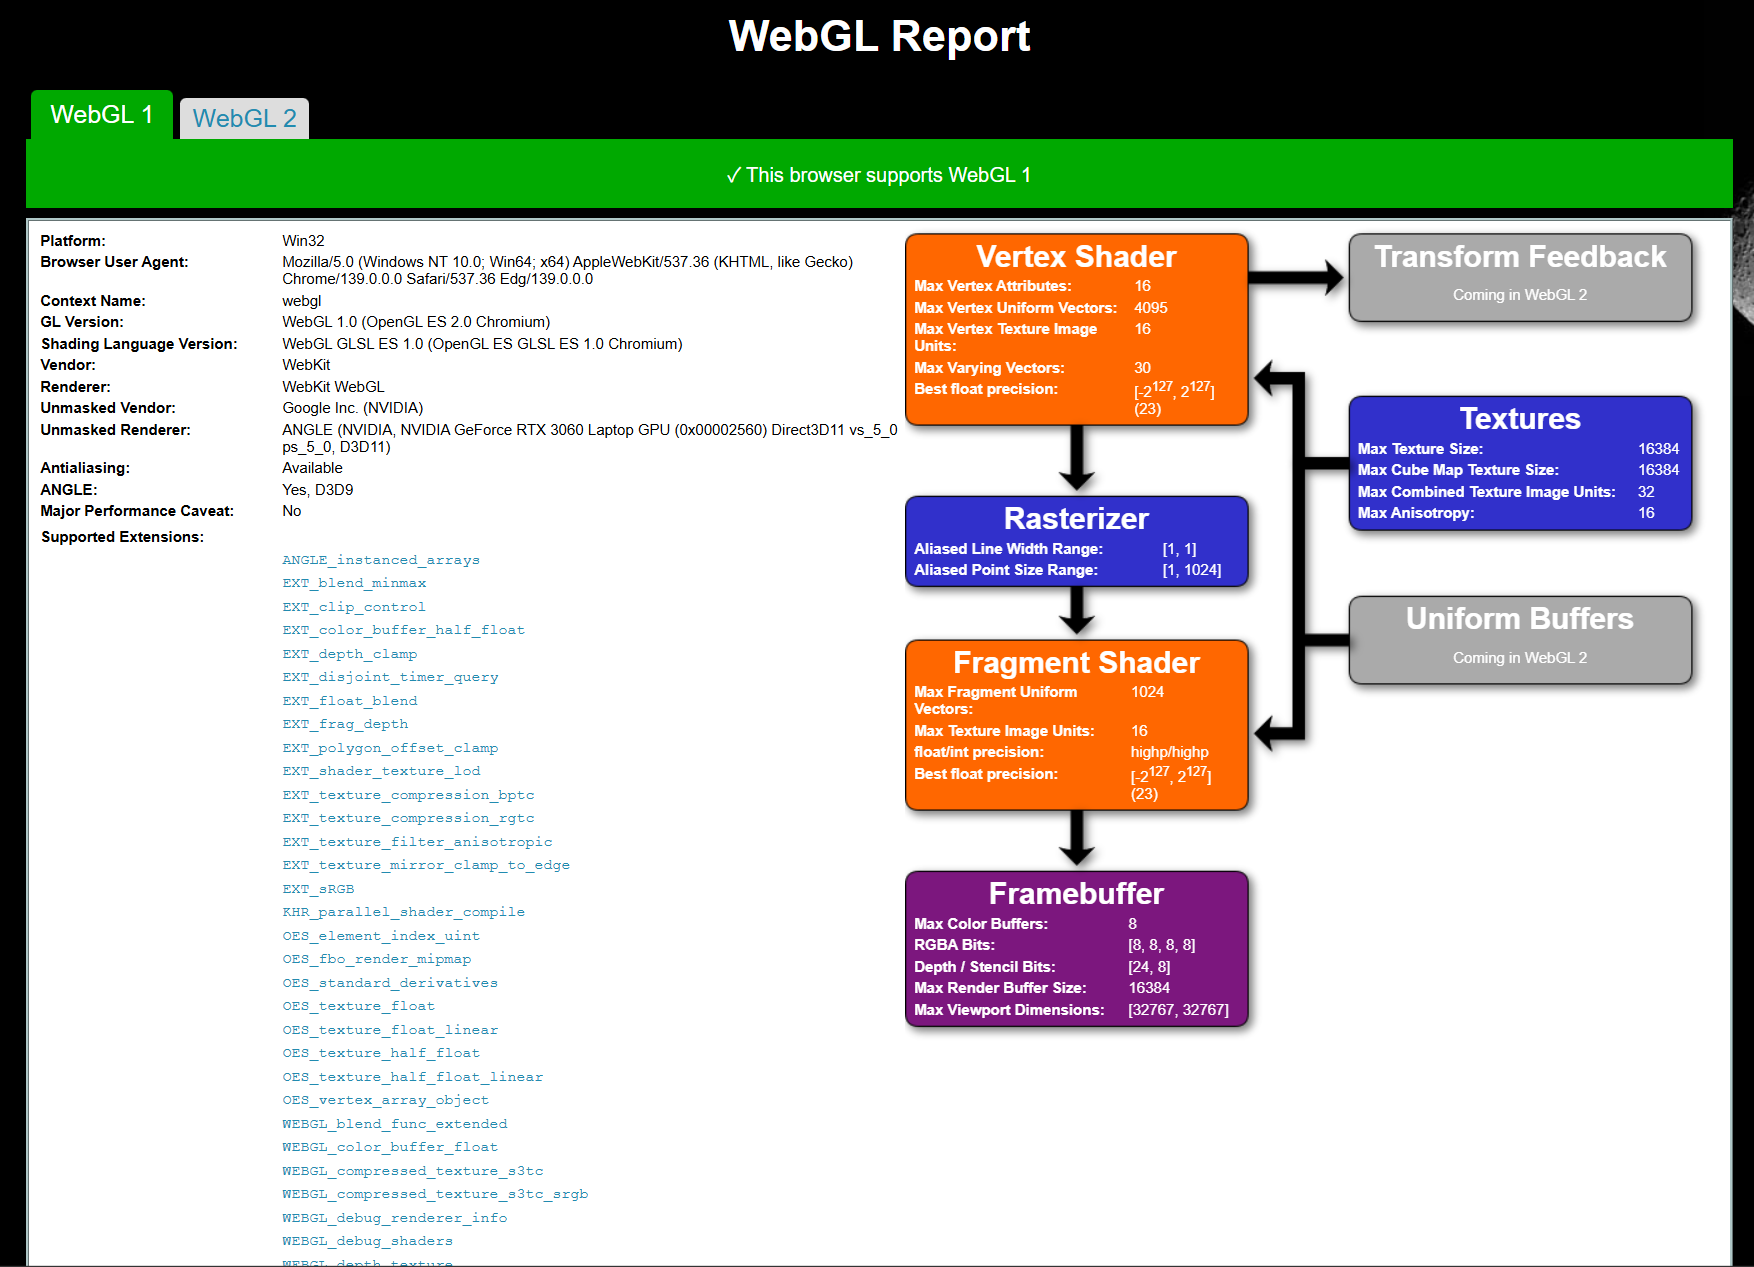 WebGL Report
WebGL 1
WebGL 2
✓ This browser supports WebGL 1
Platform: Win32
Browser User Agent: Mozilla/5.0 (Windows NT 10.0; Win64; x64) AppleWebKit/537.36 (KHTML, like Gecko)
Chrome/139.0.0.0 Safari/537.36 Edg/139.0.0.0
Context Name: webgl
GL Version: WebGL 1.0 (OpenGL ES 2.0 Chromium)
Shading Language Version: WebGL GLSL ES 1.0 (OpenGL ES GLSL ES 1.0 Chromium)
Vendor: WebKit
Renderer: WebKit WebGL
Unmasked Vendor: Google Inc. (NVIDIA)
Unmasked Renderer: ANGLE (NVIDIA, NVIDIA GeForce RTX 3060 Laptop GPU (0x00002560) Direct3D11 vs_5_0
ps_5_0, D3D11)
Antialiasing: Available
ANGLE: Yes, D3D9
Major Performance Caveat: No
Supported Extensions:
ANGLE_instanced_arrays
EXT_blend_minmax
EXT_clip_control
EXT_color_buffer_half_float
EXT_depth_clamp
EXT_disjoint_timer_query
EXT_float_blend
EXT_frag_depth
EXT_polygon_offset_clamp
EXT_shader_texture_lod
EXT_texture_compression_bptc
EXT_texture_compression_rgtc
EXT_texture_filter_anisotropic
EXT_texture_mirror_clamp_to_edge
EXT_sRGB
KHR_parallel_shader_compile
OES_element_index_uint
OES_fbo_render_mipmap
OES_standard_derivatives
OES_texture_float
OES_texture_float_linear
OES_texture_half_float
OES_texture_half_float_linear
OES_vertex_array_object
WEBGL_blend_func_extended
WEBGL_color_buffer_float
WEBGL_compressed_texture_s3tc
WEBGL_compressed_texture_s3tc_srgb
WEBGL_debug_renderer_info
WEBGL_debug_shaders
WEBGL_depth_texture
Vertex Shader
Max Vertex Attributes: 16
Max Vertex Uniform Vectors: 4095
Max Vertex Texture Image 16
Units:
Max Varying Vectors: 30
Best float precision: [-2^127, 2^127]
(23)
Transform Feedback
Coming in WebGL 2
Textures
Max Texture Size: 16384
Max Cube Map Texture Size: 16384
Max Combined Texture Image Units: 32
Max Anisotropy: 16
Rasterizer
Aliased Line Width Range: [1, 1]
Aliased Point Size Range: [1, 1024]
Uniform Buffers
Coming in WebGL 2
Fragment Shader
Max Fragment Uniform 1024
Vectors:
Max Texture Image Units: 16
float/int precision: highp/highp
Best float precision: [-2^127, 2^127]
(23)
Framebuffer
Max Color Buffers: 8
RGBA Bits: [8, 8, 8, 8]
Depth / Stencil Bits: [24, 8]
Max Render Buffer Size: 16384
Max Viewport Dimensions: [32767, 32767]